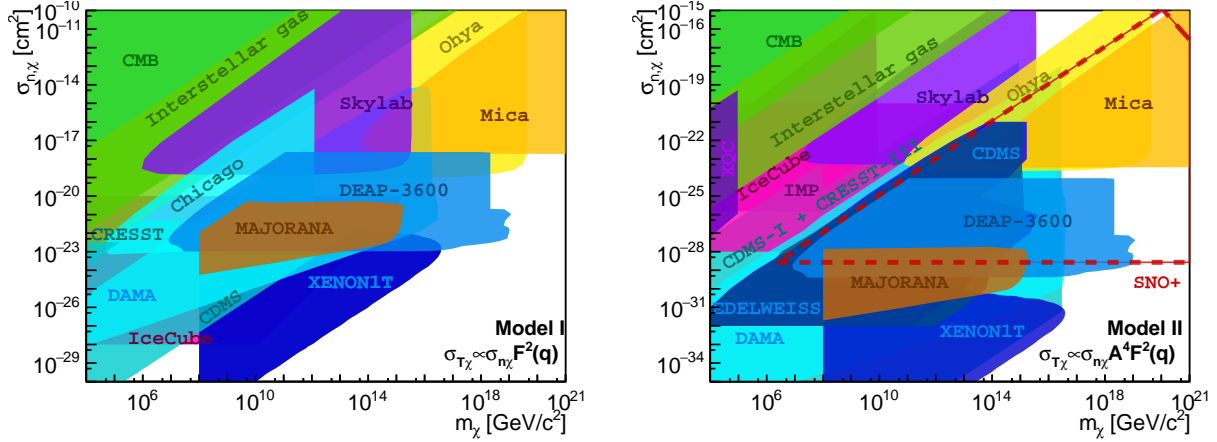 σn,χ [cm2]
10−10
10−14
10−17
10−20
10−23
10−26
10−29
CMB
Interstellar gas
Ohya
Skylab
Mica
Chicago
DEAP-3600
CRESST
MAJORANA
DAMA
CDMS
XENON1T
IceCube
Model I
σTχ∝σnχF2(q)
106
1010
1014
1018
1021
mχ [GeV/c2]
σn,χ [cm2]
10−15
10−19
10−22
10−25
10−28
10−31
10−34
CMB
Interstellar gas
Ohya
Skylab
Mica
XQC
IceCube
IMP
CDMS
CDMS-I + CRESST-III
DEAP-3600
MAJORANA
SNO+
EDELWEISS
DAMA
XENON1T
Model II
σTχ∝σnχA4F2(q)
106
1010
1014
1018
1021
mχ [GeV/c2]